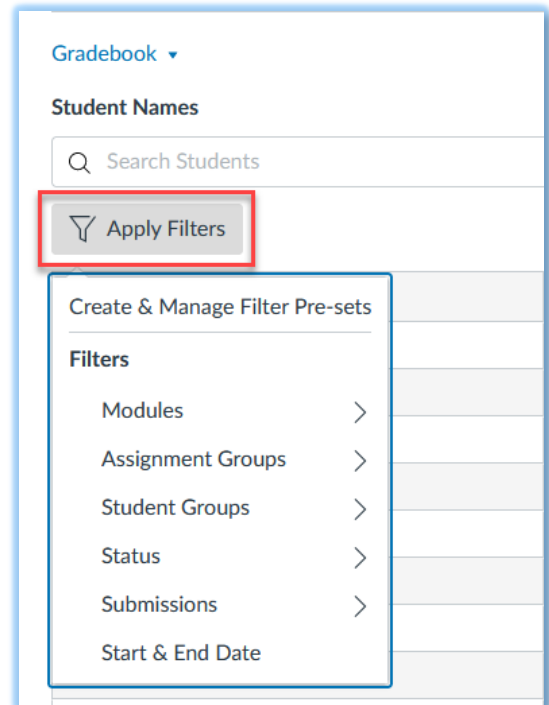 Gradebook
Student Names
Search Students
Apply Filters
Create & Manage Filter Pre-sets
Filters
Modules
Assignment Groups
Student Groups
Status
Submissions
Start & End Date